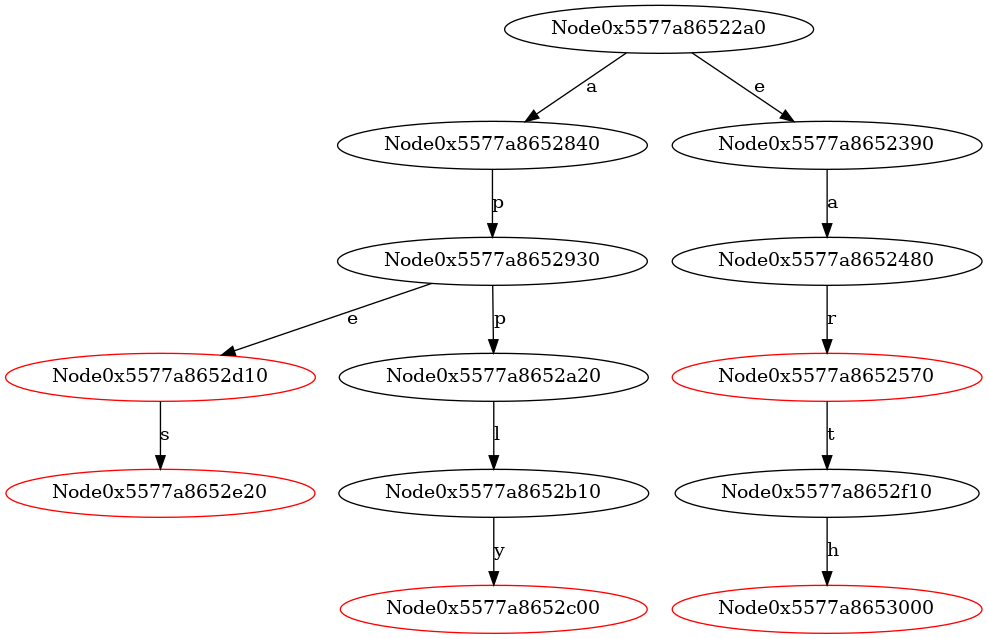 Node0x5577a86522a0
a
e
Node0x5577a8652840
Node0x5577a8652390
p
a
Node0x5577a8652930
Node0x5577a8652480
e
p
r
Node0x5577a8652d10
Node0x5577a8652a20
Node0x5577a8652570
s
l
t
Node0x5577a8652e20
Node0x5577a8652b10
Node0x5577a8652f10
y
h
Node0x5577a8652c00
Node0x5577a8653000